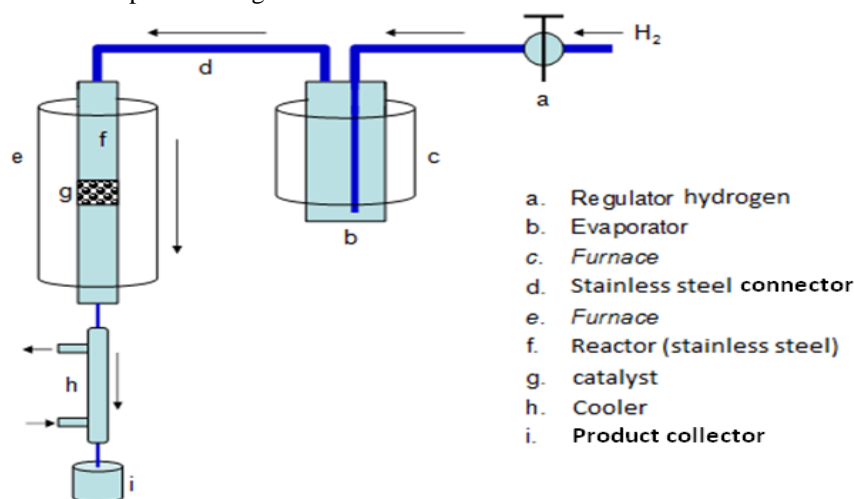 H₂
d
a
f
e
c
g
b
a. Regulator hydrogen
b. Evaporator
c. Furnace
d. Stainless steel connector
e. Furnace
f. Reactor (stainless steel)
g. catalyst
h. Cooler
i. Product collector
h
i